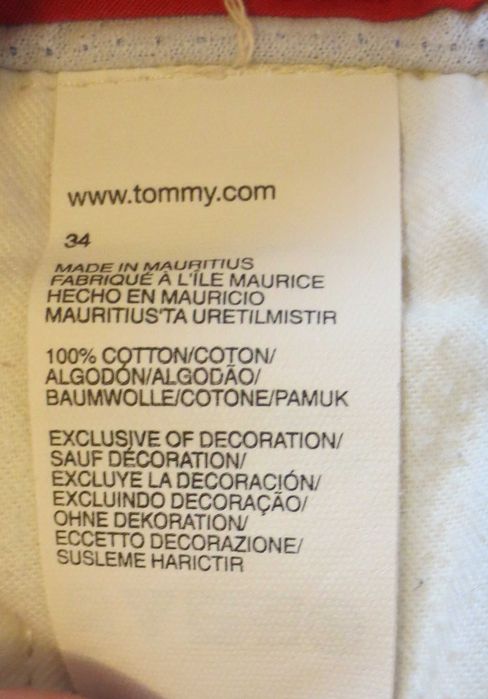 www.tommy.com
34
MADE IN MAURITIUS
FABRIQUÉ À L'ÎLE MAURICE
HECHO EN MAURICIO
MAURITIUS'TA URETILMISTIR
100% COTTON/COTON/
ALGODÓN/ALGODÃO/
BAUMWOLLE/COTONE/PAMUK
EXCLUSIVE OF DECORATION/
SAUF DÉCORATION/
EXCLUYE LA DECORACIÓN/
EXCLUINDO DECORAÇÃO/
OHNE DEKORATION/
ECCETTO DECORAZIONE/
SUSLEME HARICTIR